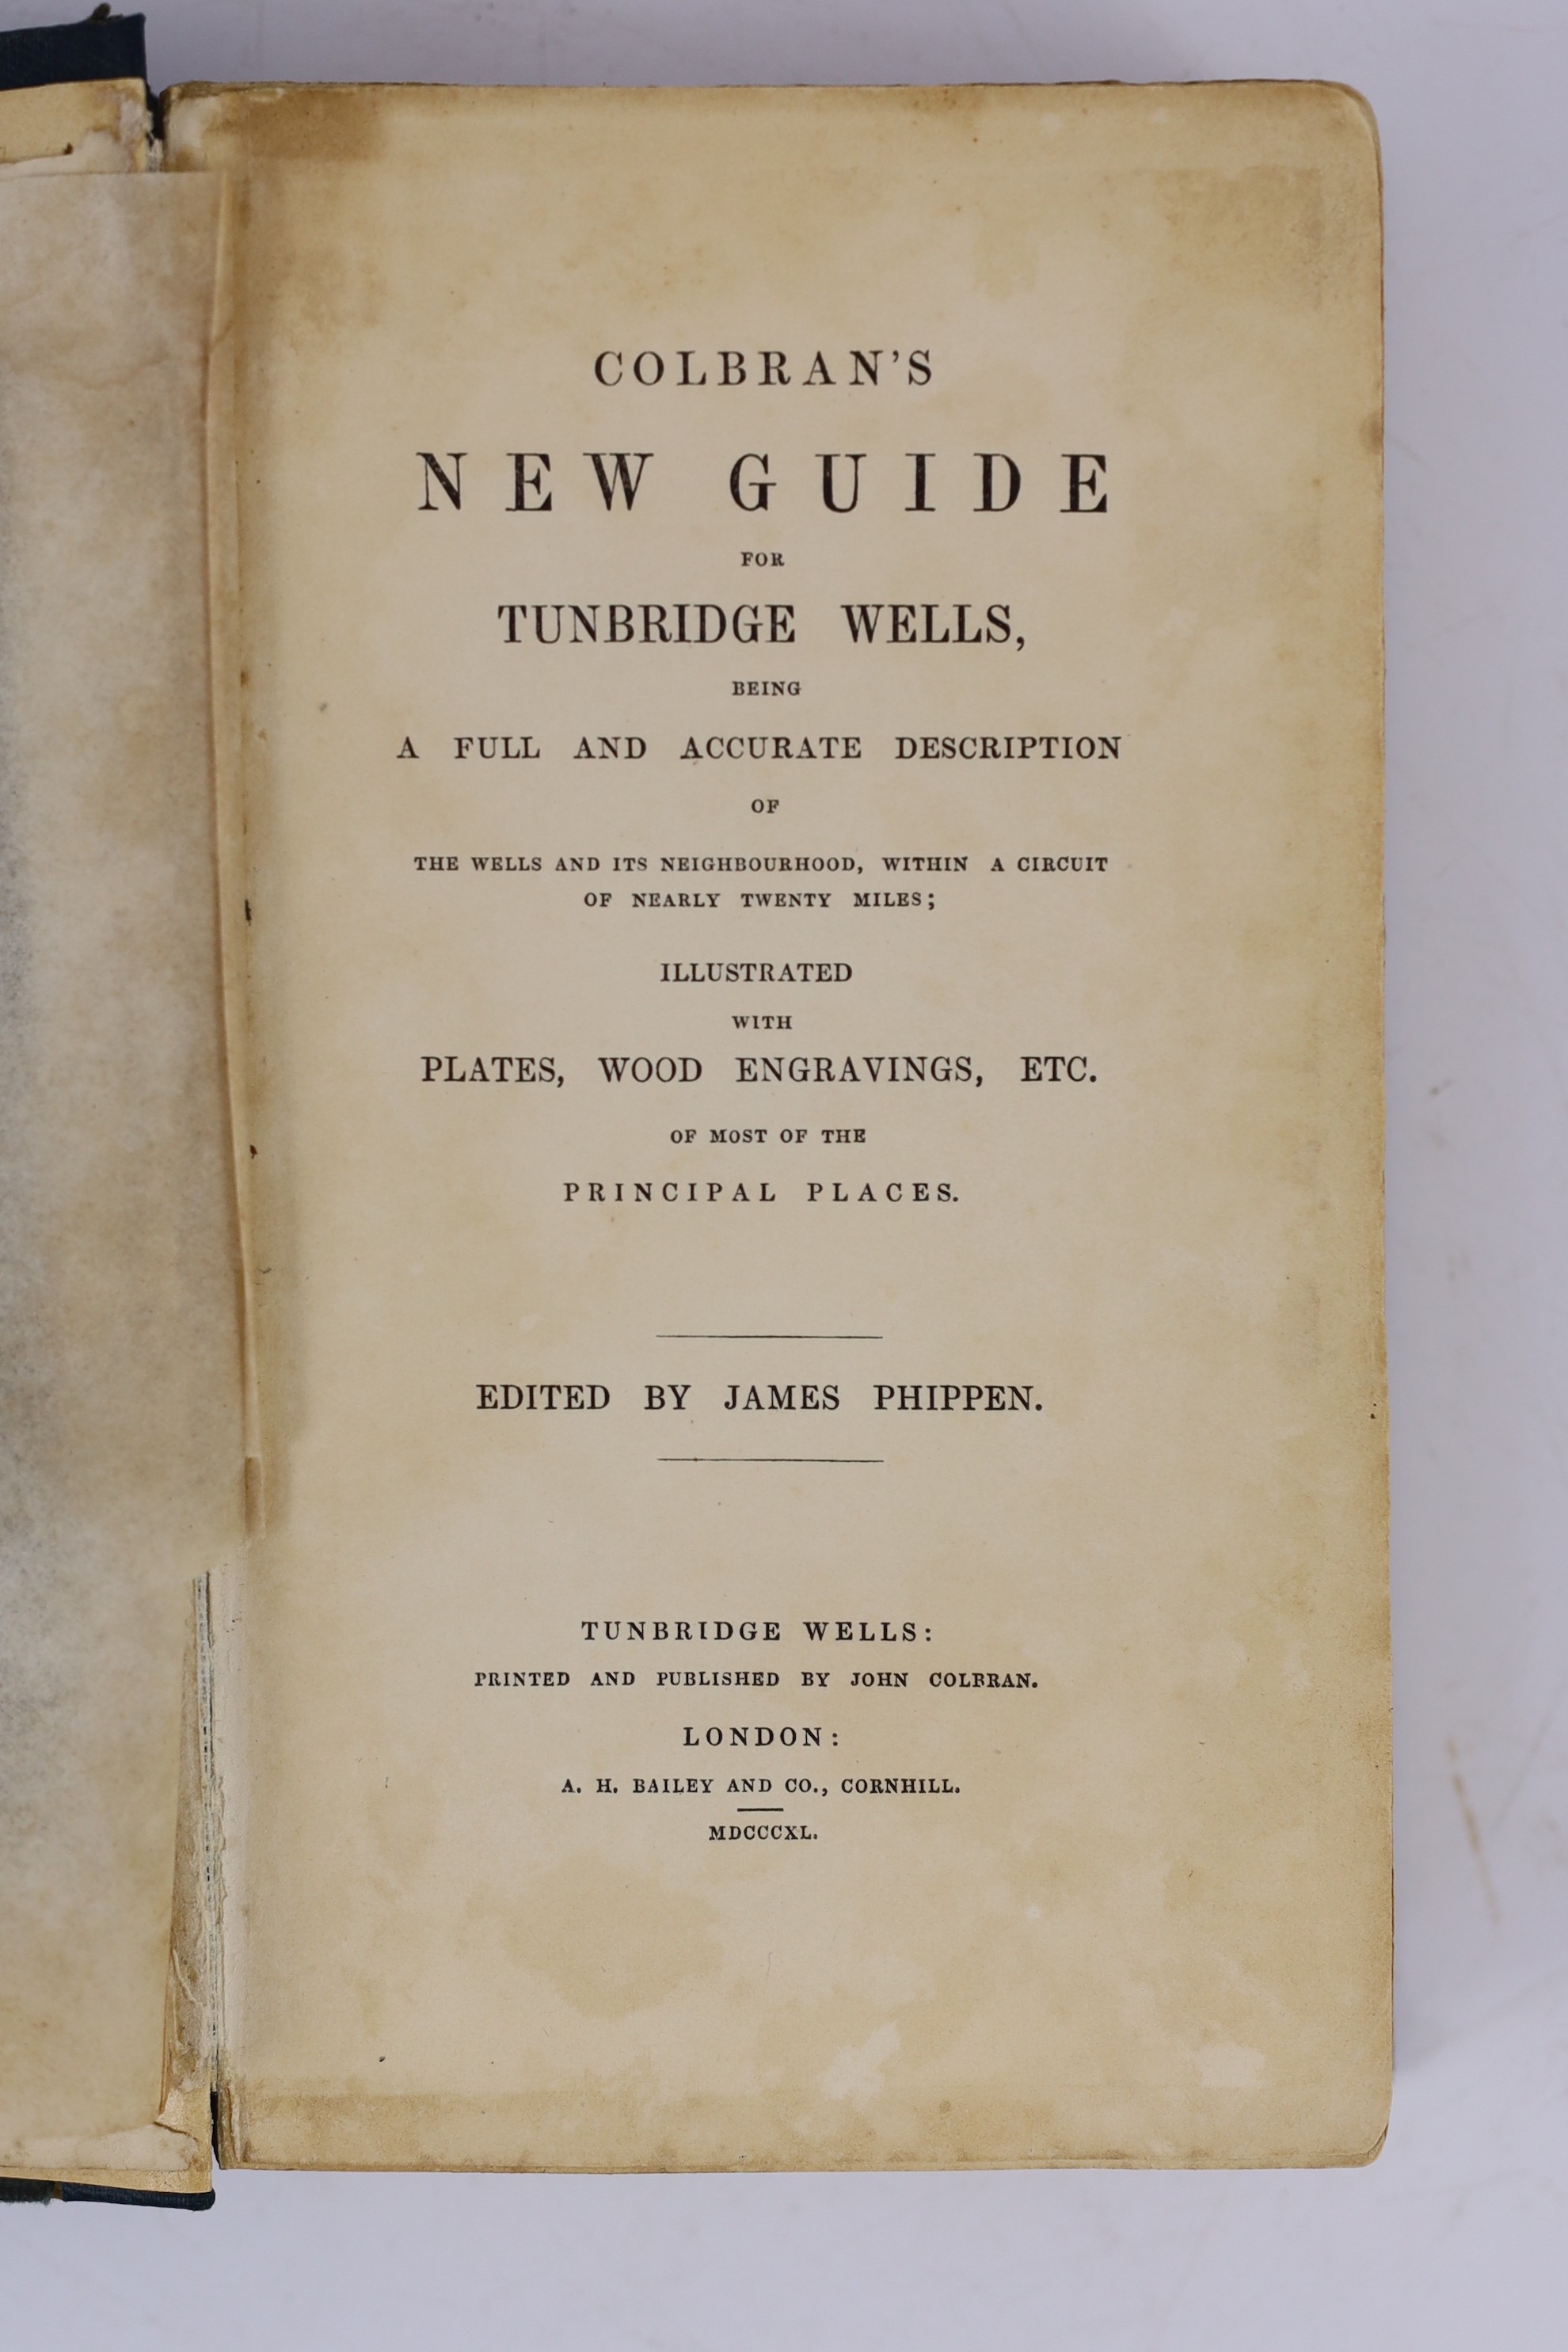 COLBRAN'S
NEW GUIDE
FOR
TUNBRIDGE WELLS,
BEING
A FULL AND ACCURATE DESCRIPTION
OF
THE WELLS AND ITS NEIGHBOURHOOD, WITHIN A CIRCUIT
OF NEARLY TWENTY MILES;
ILLUSTRATED
WITH
PLATES, WOOD ENGRAVINGS, ETC.
OF MOST OF THE
PRINCIPAL PLACES.
EDITED BY JAMES PHIPPEN.
TUNBRIDGE WELLS:
PRINTED AND PUBLISHED BY JOHN COLBRAN.
LONDON:
A. H. BAILEY AND CO., CORNHILL.
MDCCCXL.